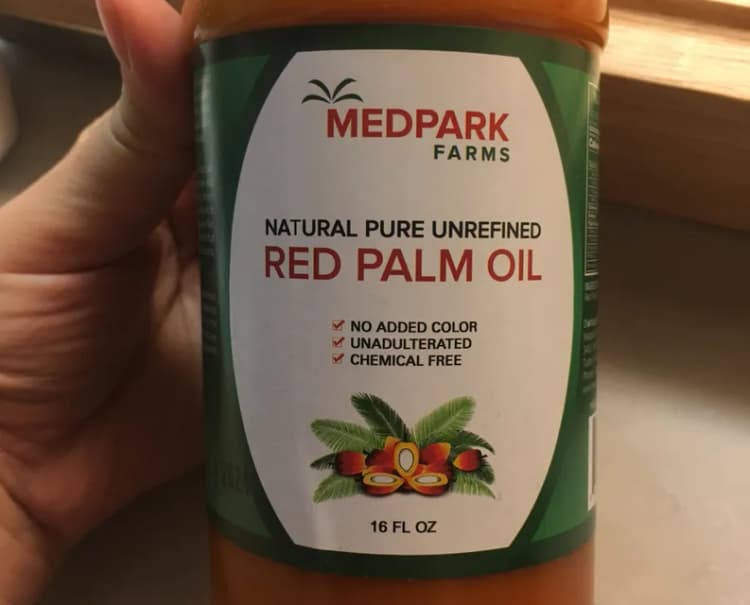 MEDPARK
FARMS
NATURAL PURE UNREFINED
RED PALM OIL
NO ADDED COLOR
UNADULTERATED
CHEMICAL FREE
16 FL OZ